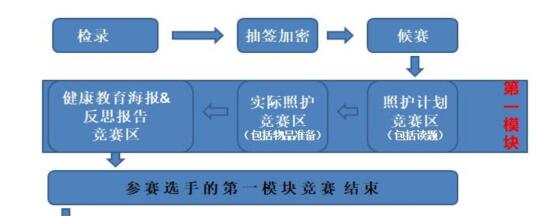 检录
抽签加密
候赛
健康教育海报&
反思报告
竞赛区
实际照护
竞赛区
（包括物品准备）
照护计划
竞赛区
（包括读题）
第一模块
参赛选手的第一模块竞赛 结束